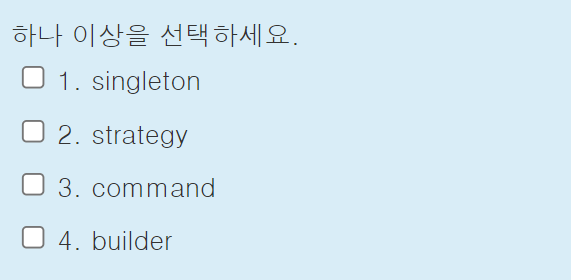 하나 이상을 선택하세요.
1. singleton
2. strategy
3. command
4. builder